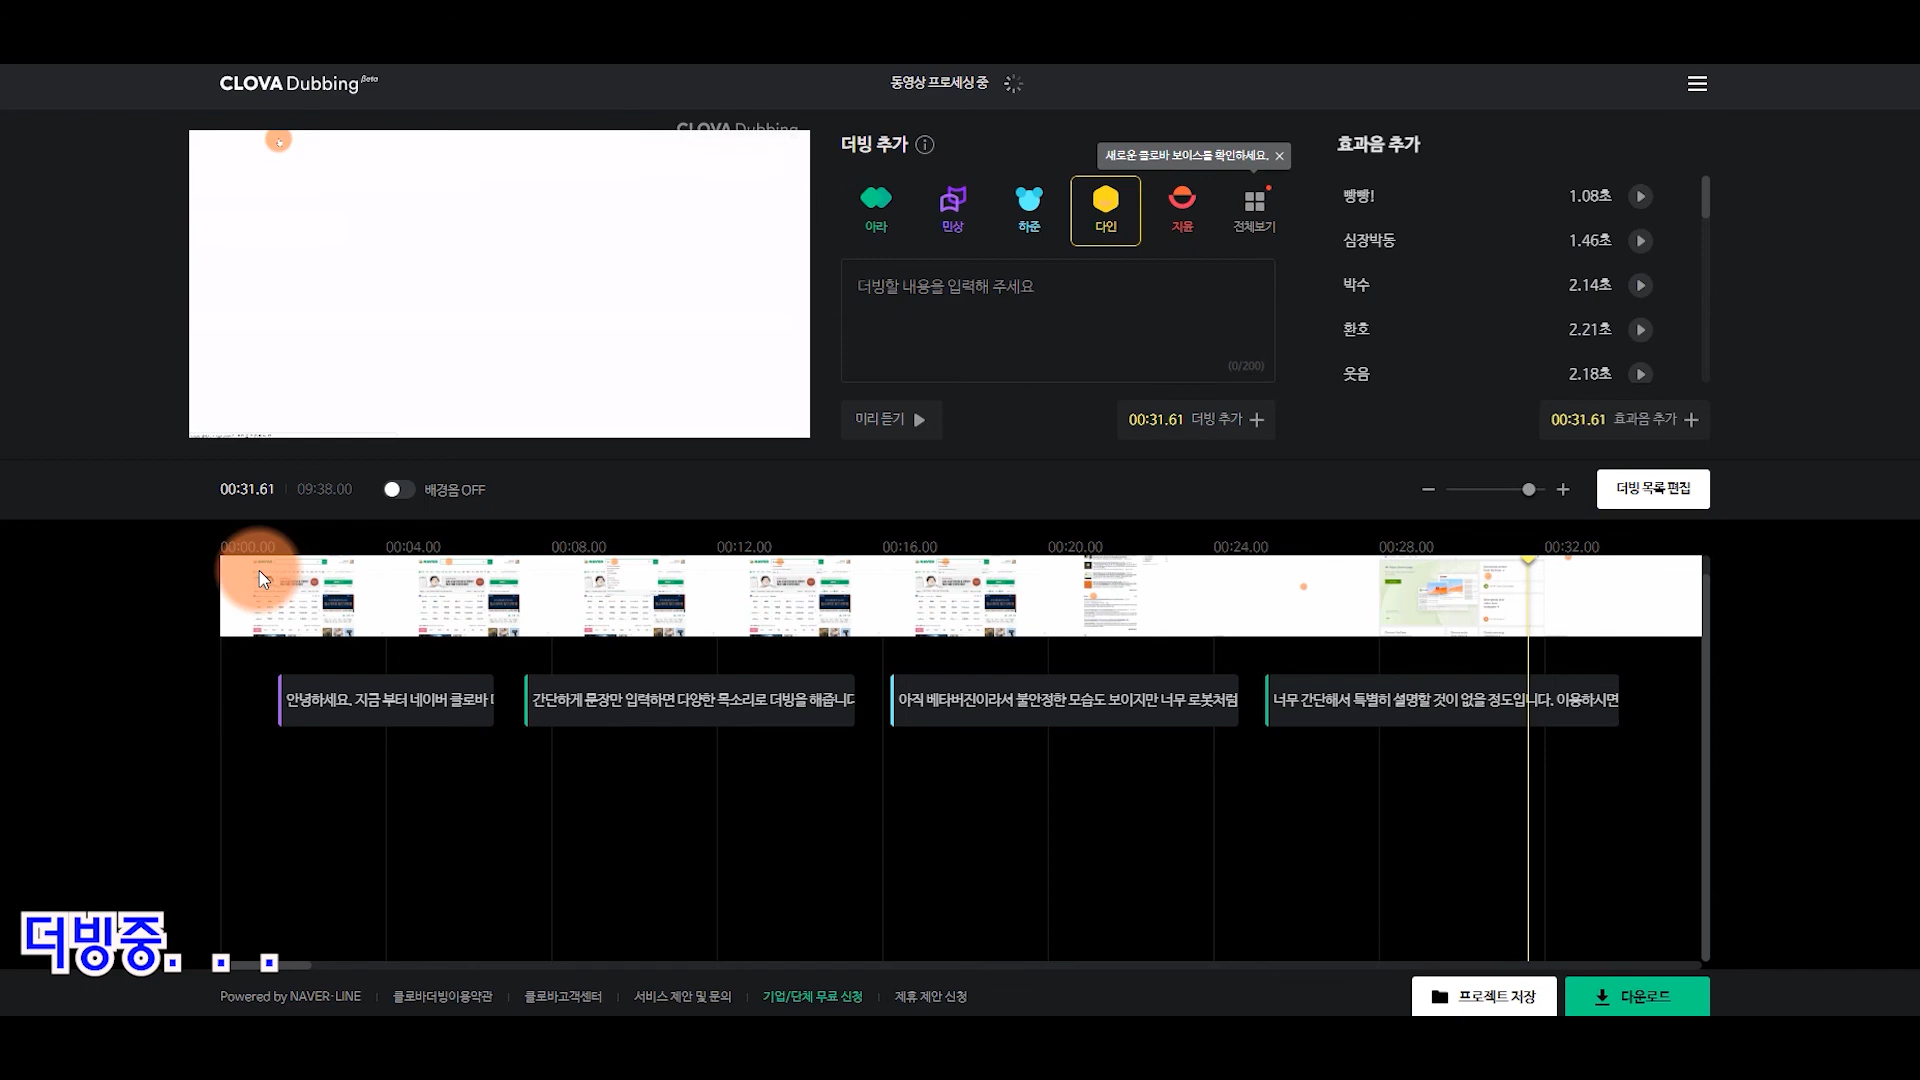 CLOVA Dubbing Beta
동영상 프로세싱 중
CLOVA Dubbing
더빙 추가
새로운 클로바 보이스를 확인하세요.
효과음 추가
아라
민상
하준
다인
지윤
전체보기
더빙할 내용을 입력해 주세요
(0/200)
빵빵! 1.08초
심장박동 1.46초
박수 2.14초
환호 2.21초
웃음 2.18초
미리 듣기
00:31.61 더빙 추가
00:31.61 효과음 추가
00:31.61 09:38.00 배경음 OFF
더빙 목록 편집
00:00.00 00:04.00 00:08.00 00:12.00 00:16.00 00:20.00 00:24.00 00:28.00 00:32.00
안녕하세요. 지금 부터 네이버 클로바
간단하게 문장만 입력하면 다양한 목소리로 더빙을 해줍니다
아직 베타버진이라서 불안정한 모습도 보이지만 너무 로봇처럼
너무 간단해서 특별히 설명할 것이 없을 정도입니다. 이용하시면
더빙중. . .
Powered by NAVER·LINE
클로바더빙이용약관
클로바고객센터
서비스 제안 및 문의
기업/단체 무료 신청
제휴 제안 신청
프로젝트 저장
다운로드